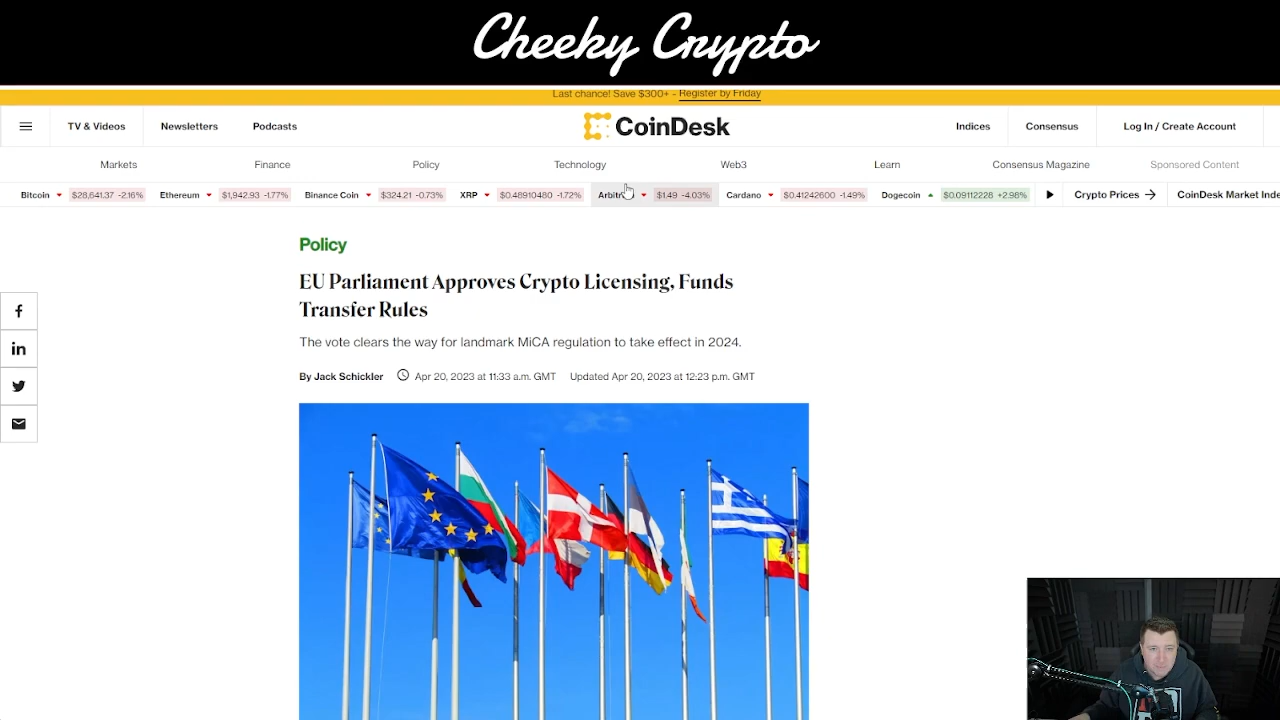 Cheeky Crypto
Last chance! Save $300+ - Register by Friday
TV & Videos Newsletters Podcasts CoinDesk Indices Consensus Log In / Create Account
Markets Finance Policy Technology Web3 Learn Consensus Magazine Sponsored Content
Bitcoin $28,641.37 -2.16% Ethereum $1,942.93 -1.77% Binance Coin $324.21 -0.73% XRP $0.48910480 -1.72% $1.49 -4.03% Cardano $0.41242600 -1.49% Dogecoin $0.09112228 +2.98% Crypto Prices CoinDesk Market Inde
Policy
EU Parliament Approves Crypto Licensing, Funds
Transfer Rules
The vote clears the way for landmark MiCA regulation to take effect in 2024.
By Jack Schickler Apr 20, 2023 at 11:33 a.m. GMT Updated Apr 20, 2023 at 12:23 p.m. GMT